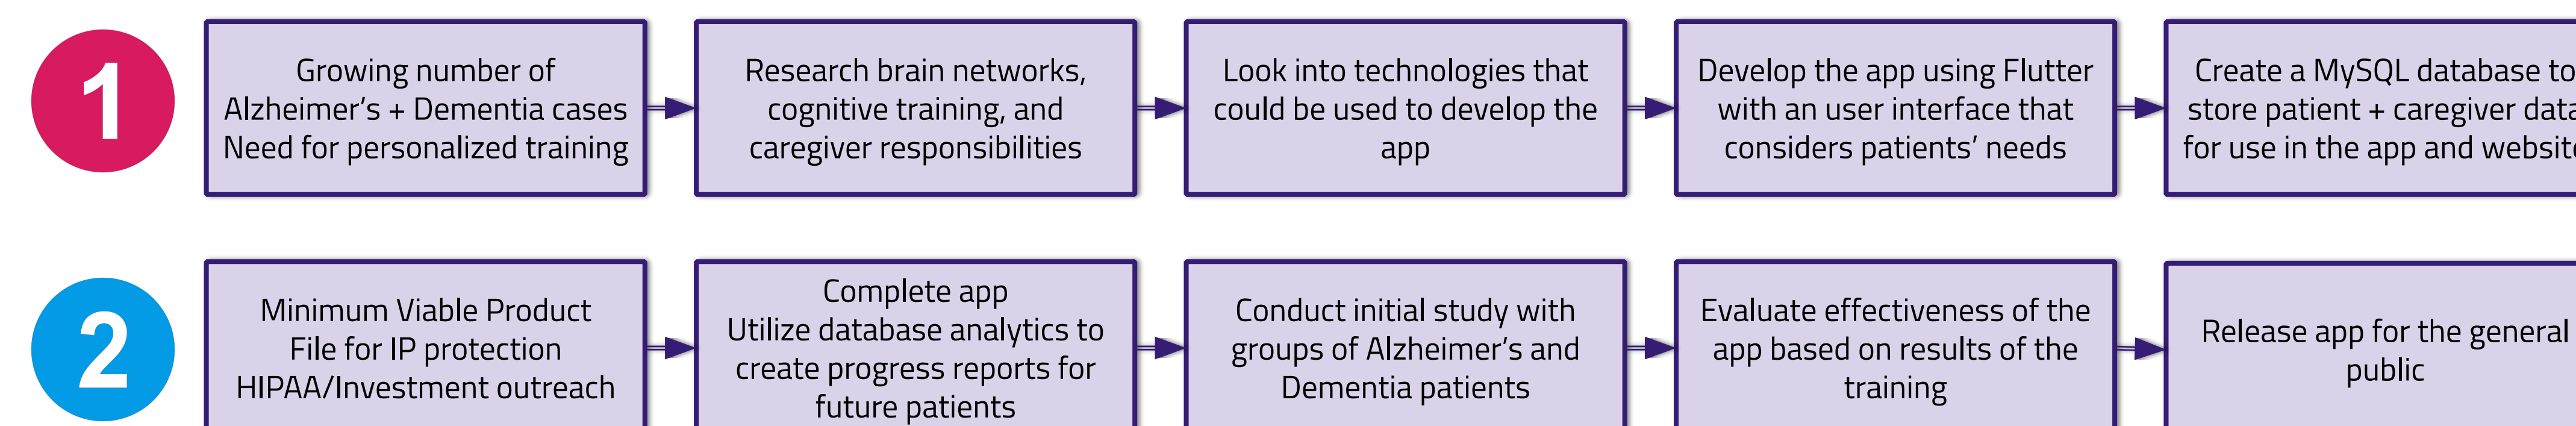 1
Growing number of
Alzheimer's + Dementia cases
Need for personalized training
Research brain networks,
cognitive training, and
caregiver responsibilities
Look into technologies that
could be used to develop the
app
Develop the app using Flutter
with an user interface that
considers patients' needs
Create a MySQL database to
store patient + caregiver data
for use in the app and website
2
Minimum Viable Product
File for IP protection
HIPAA/Investment outreach
Complete app
Utilize database analytics to
create progress reports for
future patients
Conduct initial study with
groups of Alzheimer's and
Dementia patients
Evaluate effectiveness of the
app based on results of the
training
Release app for the general
public